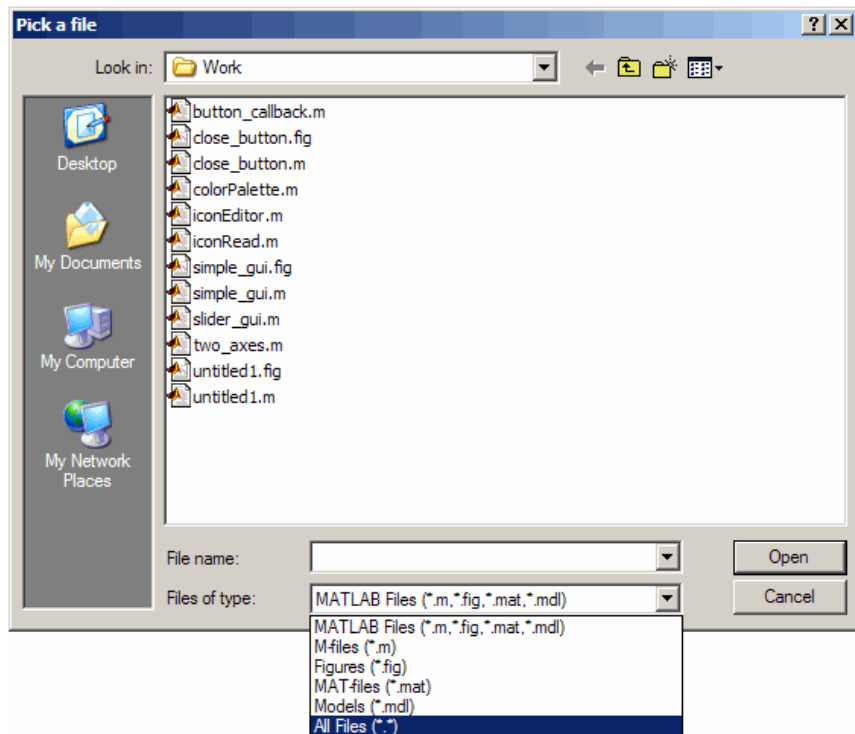 Pick a file
Look in: Work
button_callback.m
close_button.fig
close_button.m
colorPalette.m
iconEditor.m
iconRead.m
simple_gui.fig
simple_gui.m
slider_gui.m
two_axes.m
untitled1.fig
untitled1.m
Desktop
My Documents
My Computer
My Network
Places
File name:
Open
Files of type: MATLAB Files (*.m,*.fig,*.mat,*.mdl)
Cancel
MATLAB Files (*.m,*.fig,*.mat,*.mdl)
M-files (*.m)
Figures (*.fig)
MAT-files (*.mat)
Models (*.mdl)
All Files (*.*)